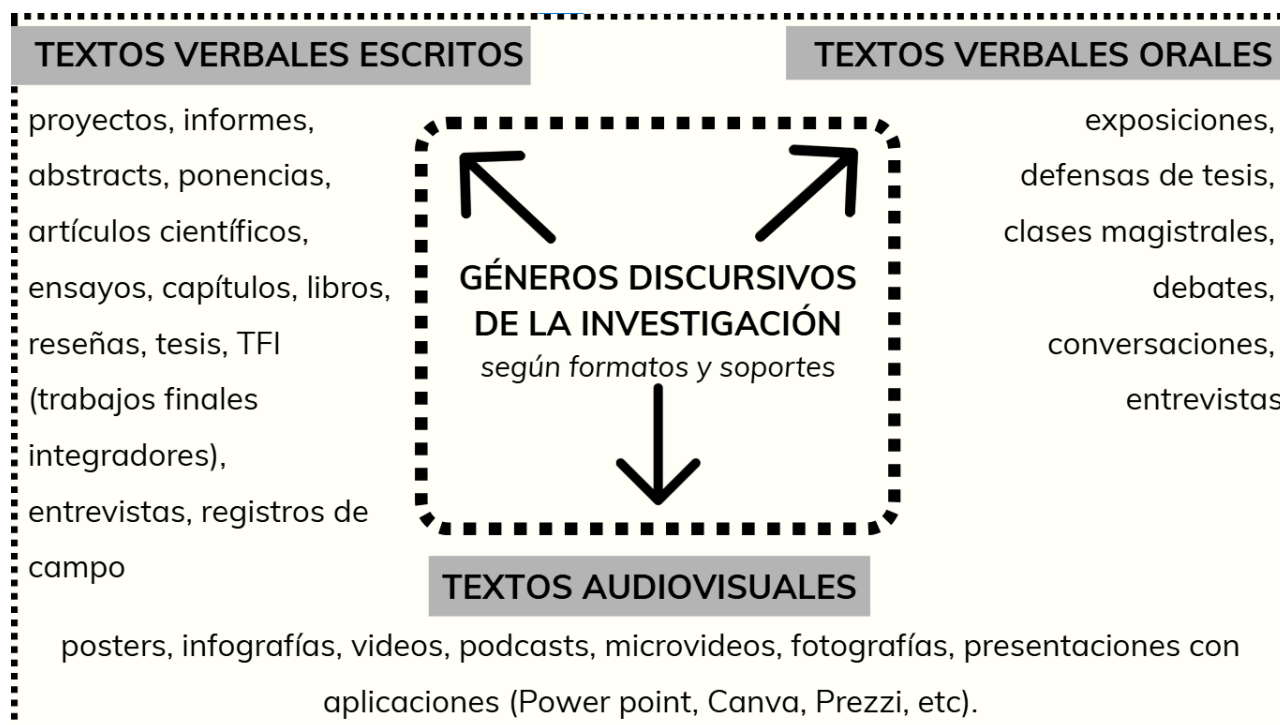 TEXTOS VERBALES ESCRITOS
proyectos, informes,
abstracts, ponencias,
artículos científicos,
ensayos, capítulos, libros,
reseñas, tesis, TFI
(trabajos finales
integradores),
entrevistas, registros de
campo
TEXTOS VERBALES ORALES
exposiciones,
defensas de tesis,
clases magistrales,
debates,
conversaciones,
entrevistas
GÉNEROS DISCURSIVOS
DE LA INVESTIGACIÓN
según formatos y soportes
TEXTOS AUDIOVISUALES
posters, infografías, videos, podcasts, microvideos, fotografías, presentaciones con
aplicaciones (Power point, Canva, Prezzi, etc).